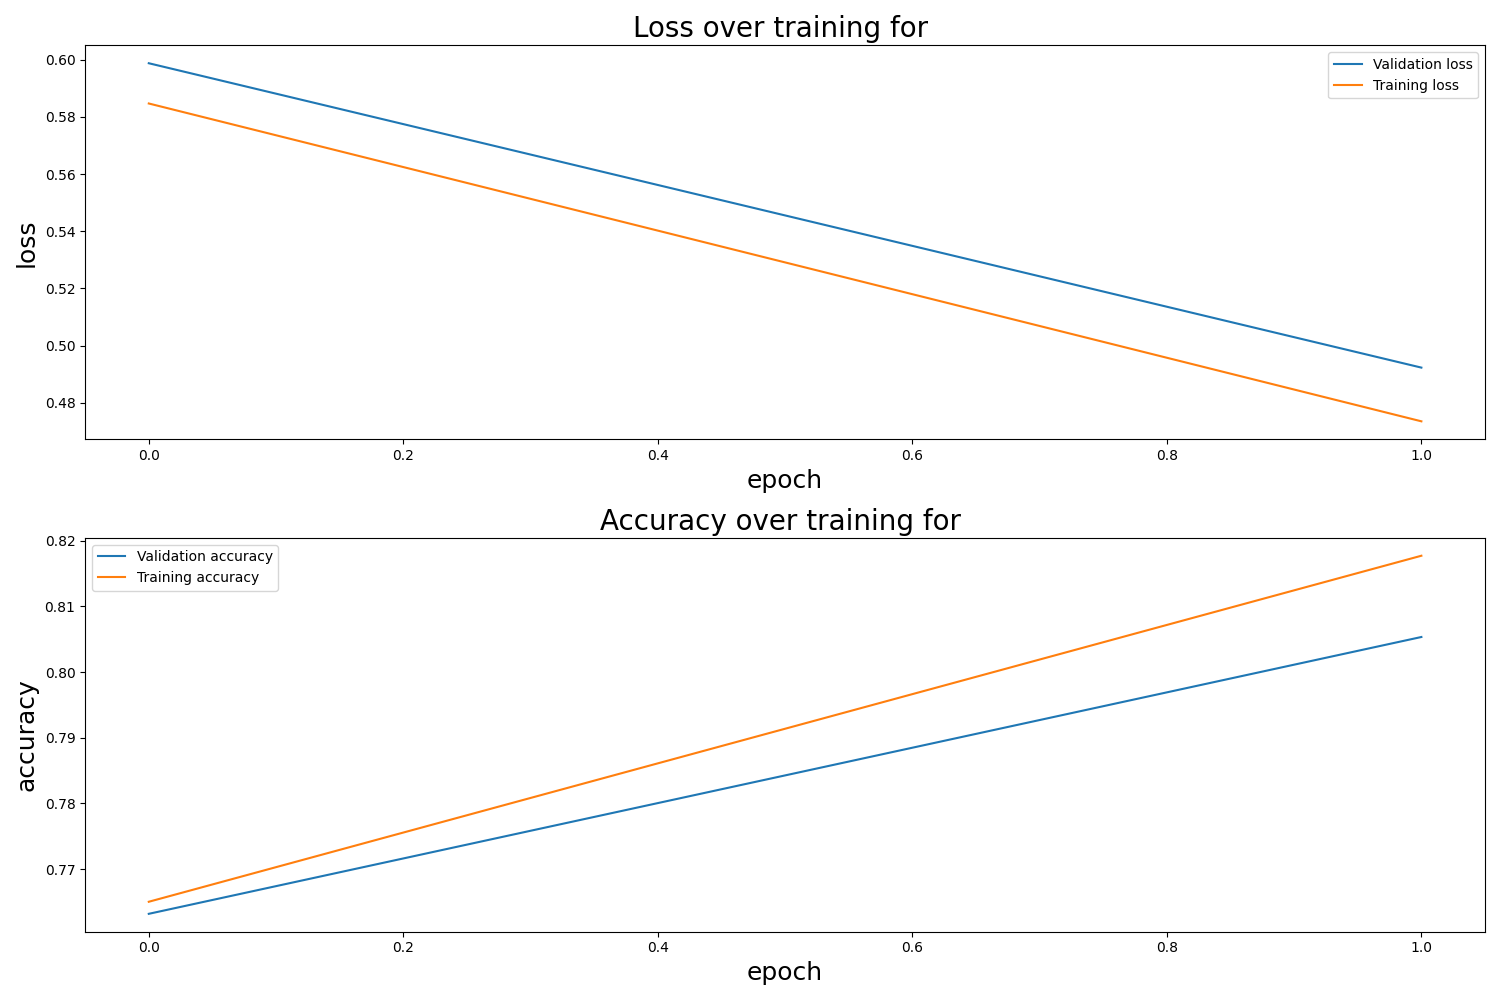 Loss over training for
0.60
0.58
0.56
0.54
0.52
0.50
0.48
loss
Validation loss
Training loss
0.0 0.2 0.4 0.6 0.8 1.0
epoch
Accuracy over training for
0.82
0.81
0.80
0.79
0.78
0.77
accuracy
Validation accuracy
Training accuracy
0.0 0.2 0.4 0.6 0.8 1.0
epoch